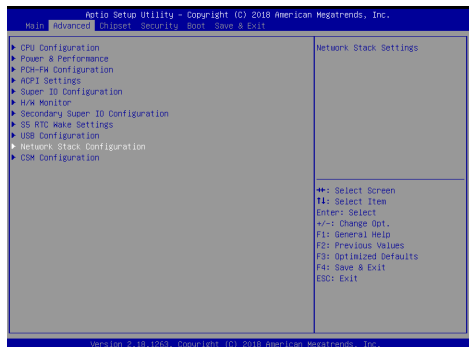 Aptio Setup Utility – Copyright (C) 2018 American Megatrends, Inc.
Main Advanced Chipset Security Boot Save & Exit
CPU Configuration
Power & Performance
PCH-FW Configuration
ACPI Settings
Super IO Configuration
H/W Monitor
Secondary Super IO Configuration
S5 RTC Wake Settings
USB Configuration
Network Stack Configuration
CSM Configuration
Network Stack Settings
↔: Select Screen
↑↓: Select Item
Enter: Select
+/-: Change Opt.
F1: General Help
F2: Previous Values
F3: Optimized Defaults
F4: Save & Exit
ESC: Exit
Version 2.18.1263. Copyright (C) 2018 American Megatrends, Inc.